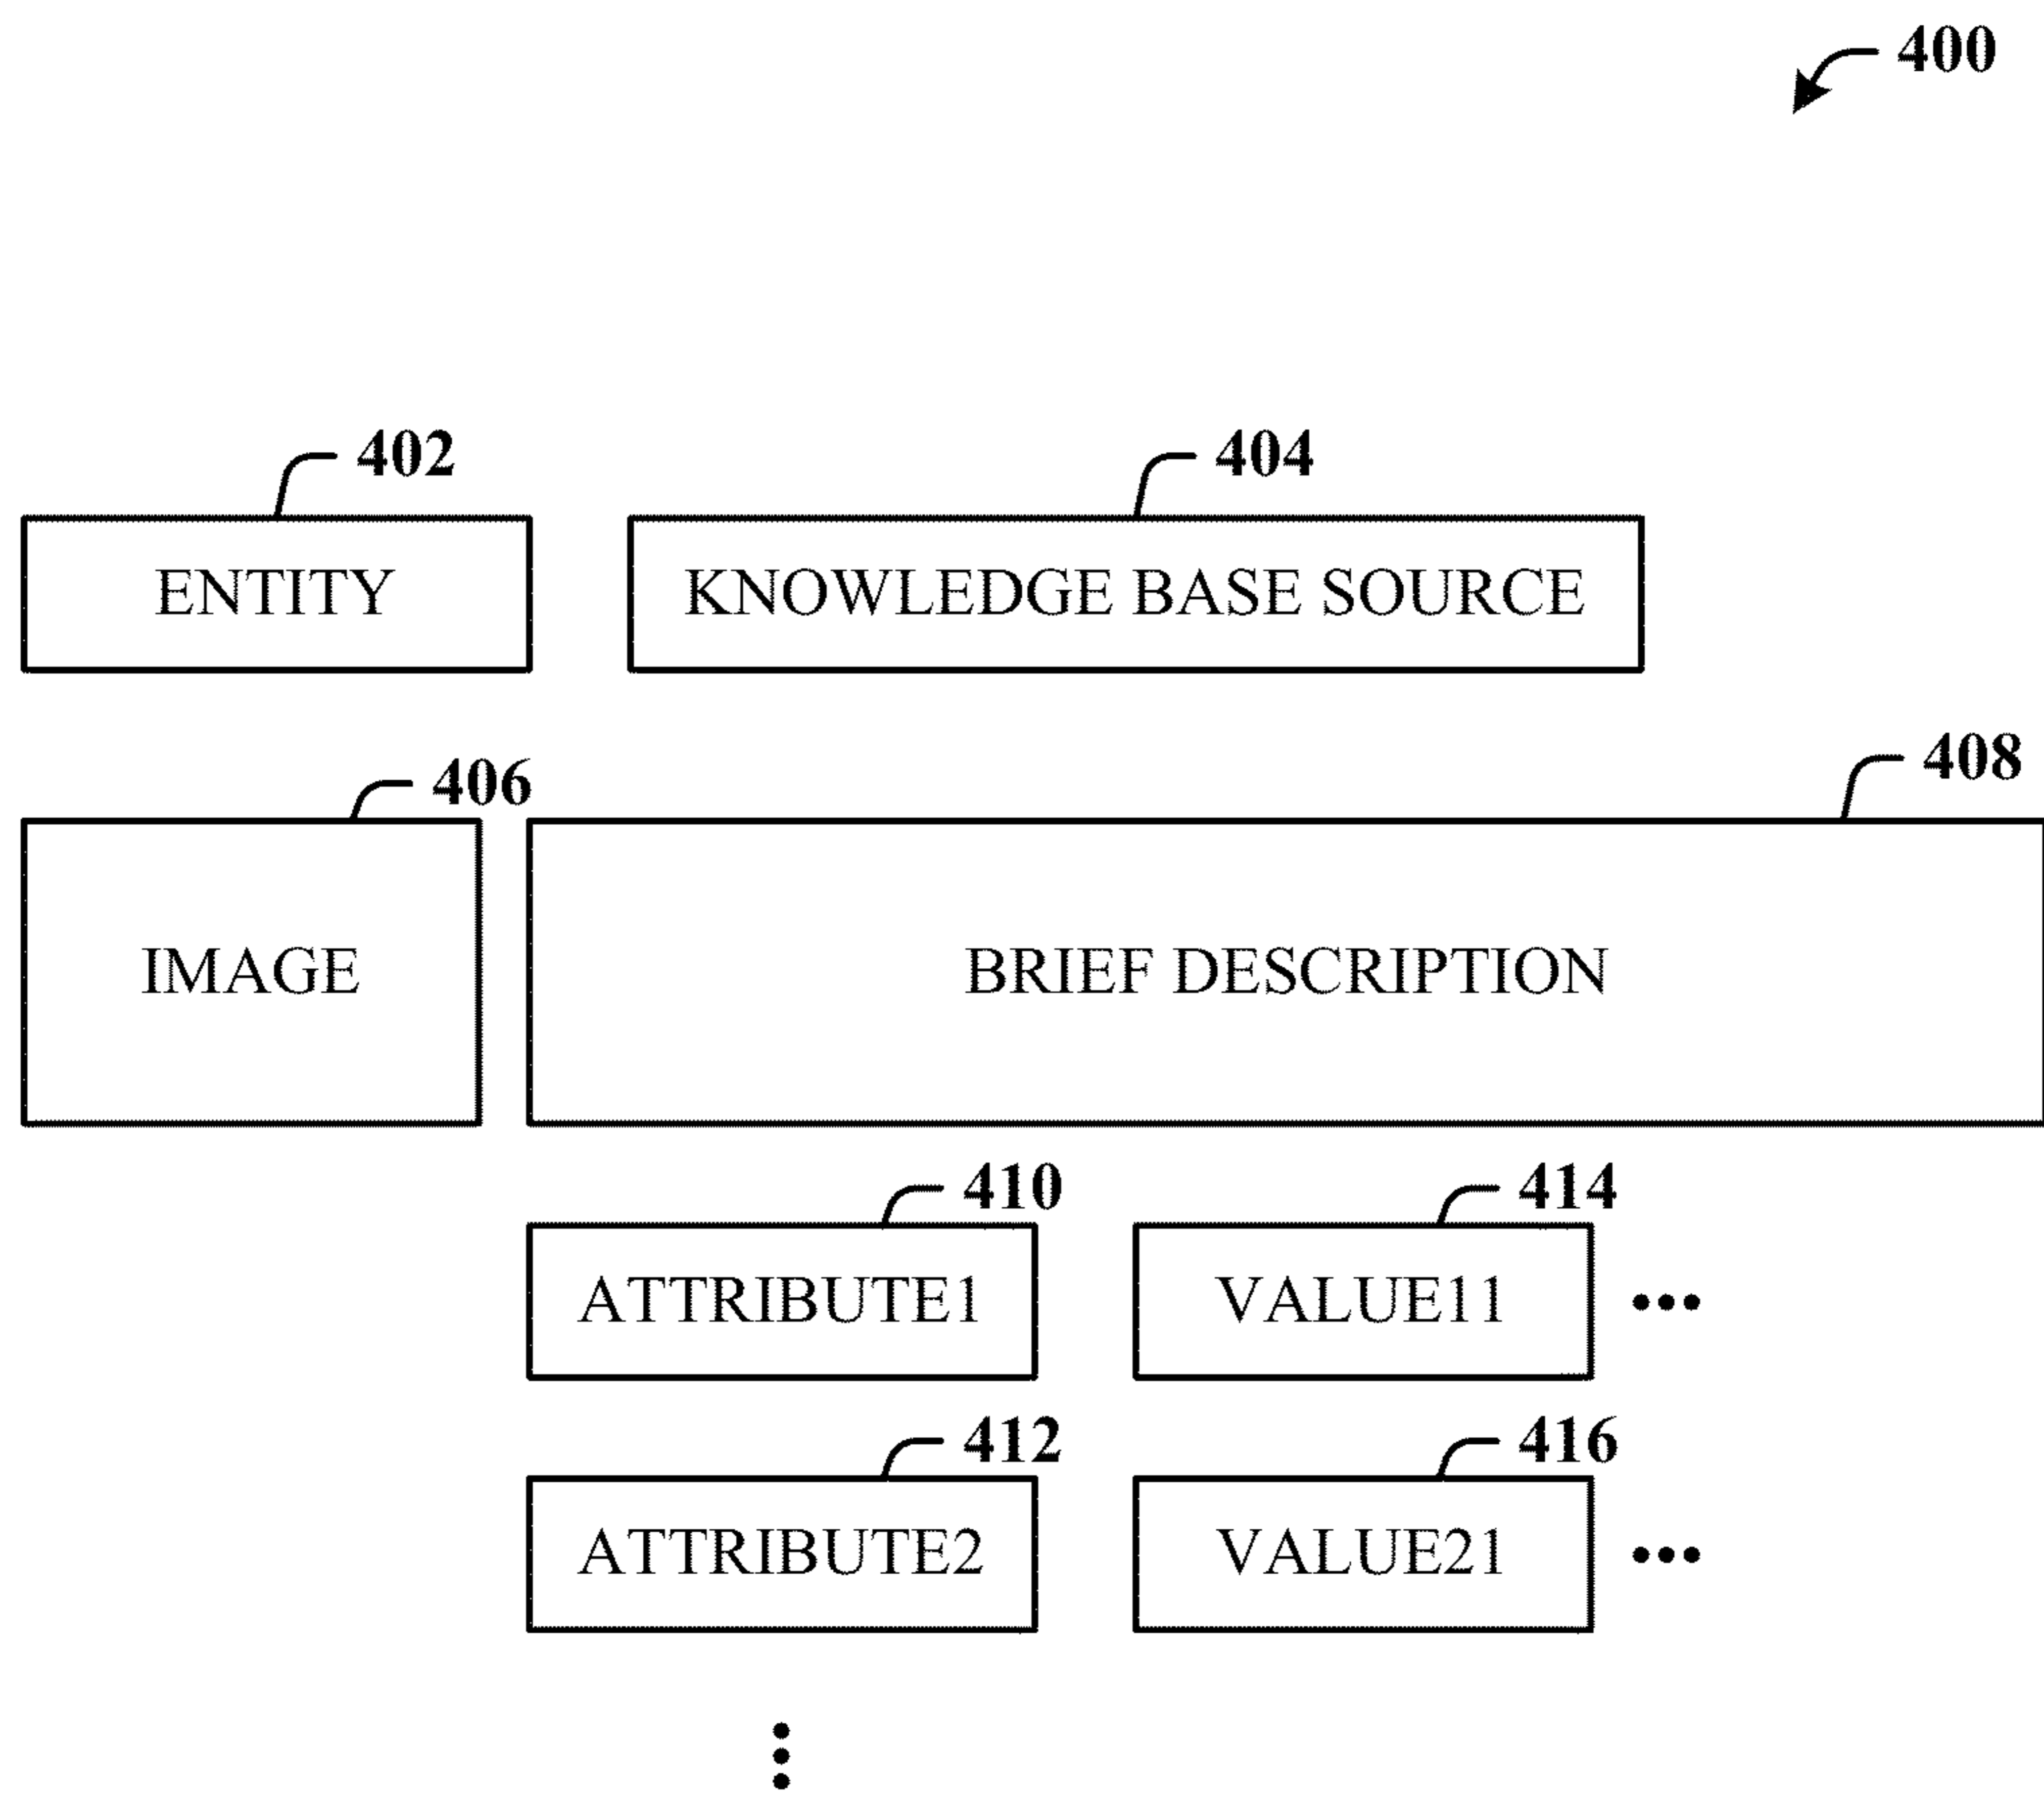 400
402 404
ENTITY KNOWLEDGE BASE SOURCE
406 408
IMAGE BRIEF DESCRIPTION
410 414
ATTRIBUTE1 VALUE11 •••
412 416
ATTRIBUTE2 VALUE21 •••